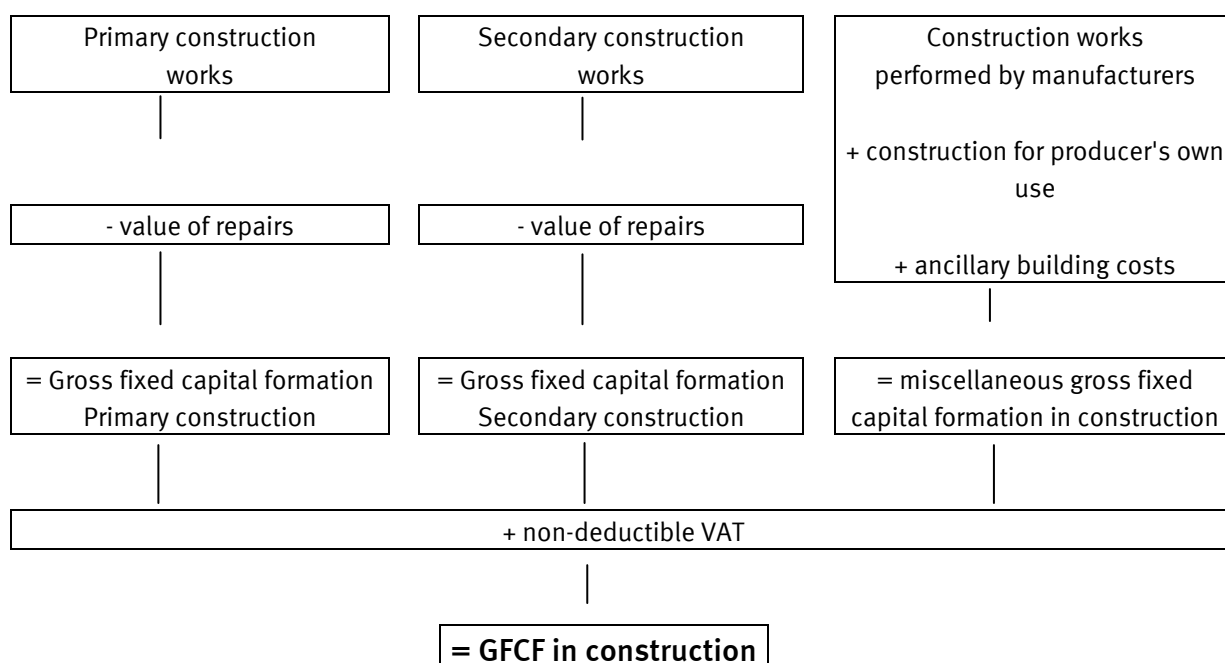 Primary construction
works
Secondary construction
works
Construction works
performed by manufacturers
+ construction for producer's own
use
+ ancillary building costs
- value of repairs
- value of repairs
= Gross fixed capital formation
Primary construction
= Gross fixed capital formation
Secondary construction
= miscellaneous gross fixed
capital formation in construction
+ non-deductible VAT
= GFCF in construction